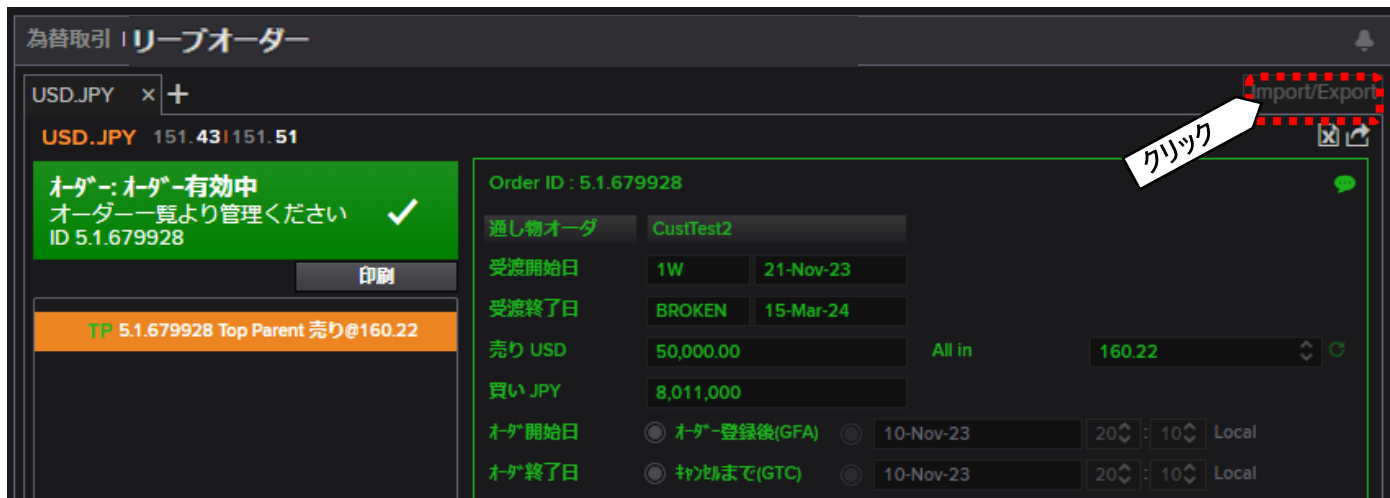 為替取引 | リーブオーダー
USD.JPY × +
Import/Export
クリック
USD.JPY 151.43|151.51
ｵｰﾀﾞｰ: ｵｰﾀﾞｰ有効中
オーダー一覧より管理ください
ID 5.1.679928
印刷
TP 5.1.679928 Top Parent 売り@160.22
Order ID : 5.1.679928
通し物オーダ CustTest2
受渡開始日 1W 21-Nov-23
受渡終了日 BROKEN 15-Mar-24
売り USD 50,000.00 All in 160.22
買い JPY 8,011,000
ｵｰﾀﾞ開始日 ｵｰﾀﾞｰ登録後(GFA) 10-Nov-23 20 : 10 Local
ｵｰﾀﾞ終了日 ｷｬﾝｾﾙまで(GTC) 10-Nov-23 20 : 10 Local